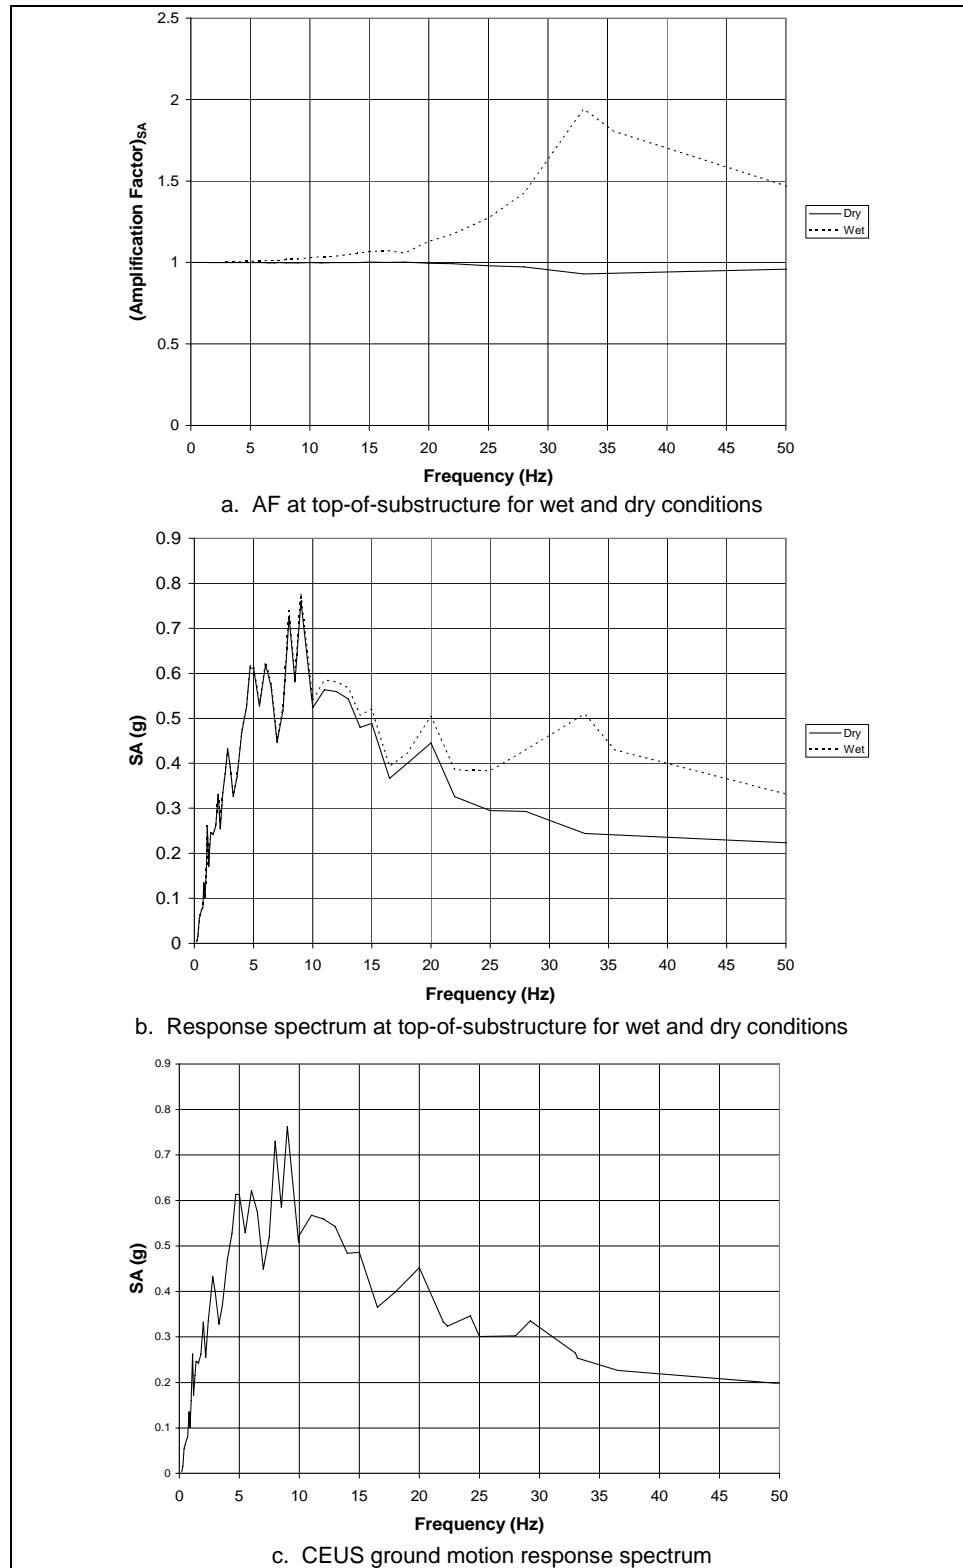 2.5
2
1.5
1
0.5
0
(Amplification Factor)SA
0 5 10 15 20 25 30 35 40 45 50
Frequency (Hz)
Dry
Wet
a. AF at top-of-substructure for wet and dry conditions
0.9
0.8
0.7
0.6
0.5
0.4
0.3
0.2
0.1
0
SA (g)
0 5 10 15 20 25 30 35 40 45 50
Frequency (Hz)
Dry
Wet
b. Response spectrum at top-of-substructure for wet and dry conditions
0.9
0.8
0.7
0.6
0.5
0.4
0.3
0.2
0.1
0
SA (g)
0 5 10 15 20 25 30 35 40 45 50
Frequency (Hz)
c. CEUS ground motion response spectrum